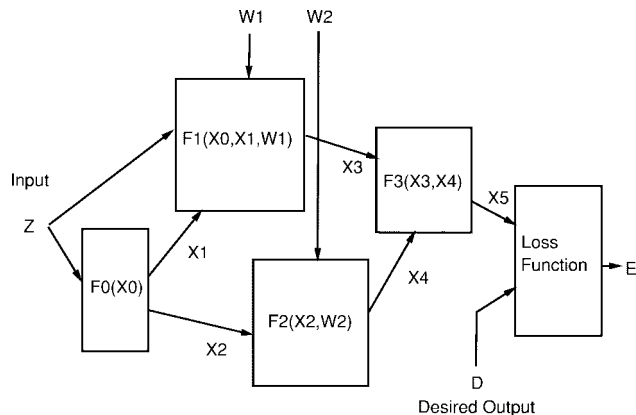 W1
W2
F1(X0,X1,W1)
X3
F3(X3,X4)
Input
X5
Z
X1
Loss
Function
E
F0(X0)
X4
F2(X2,W2)
X2
D
Desired Output